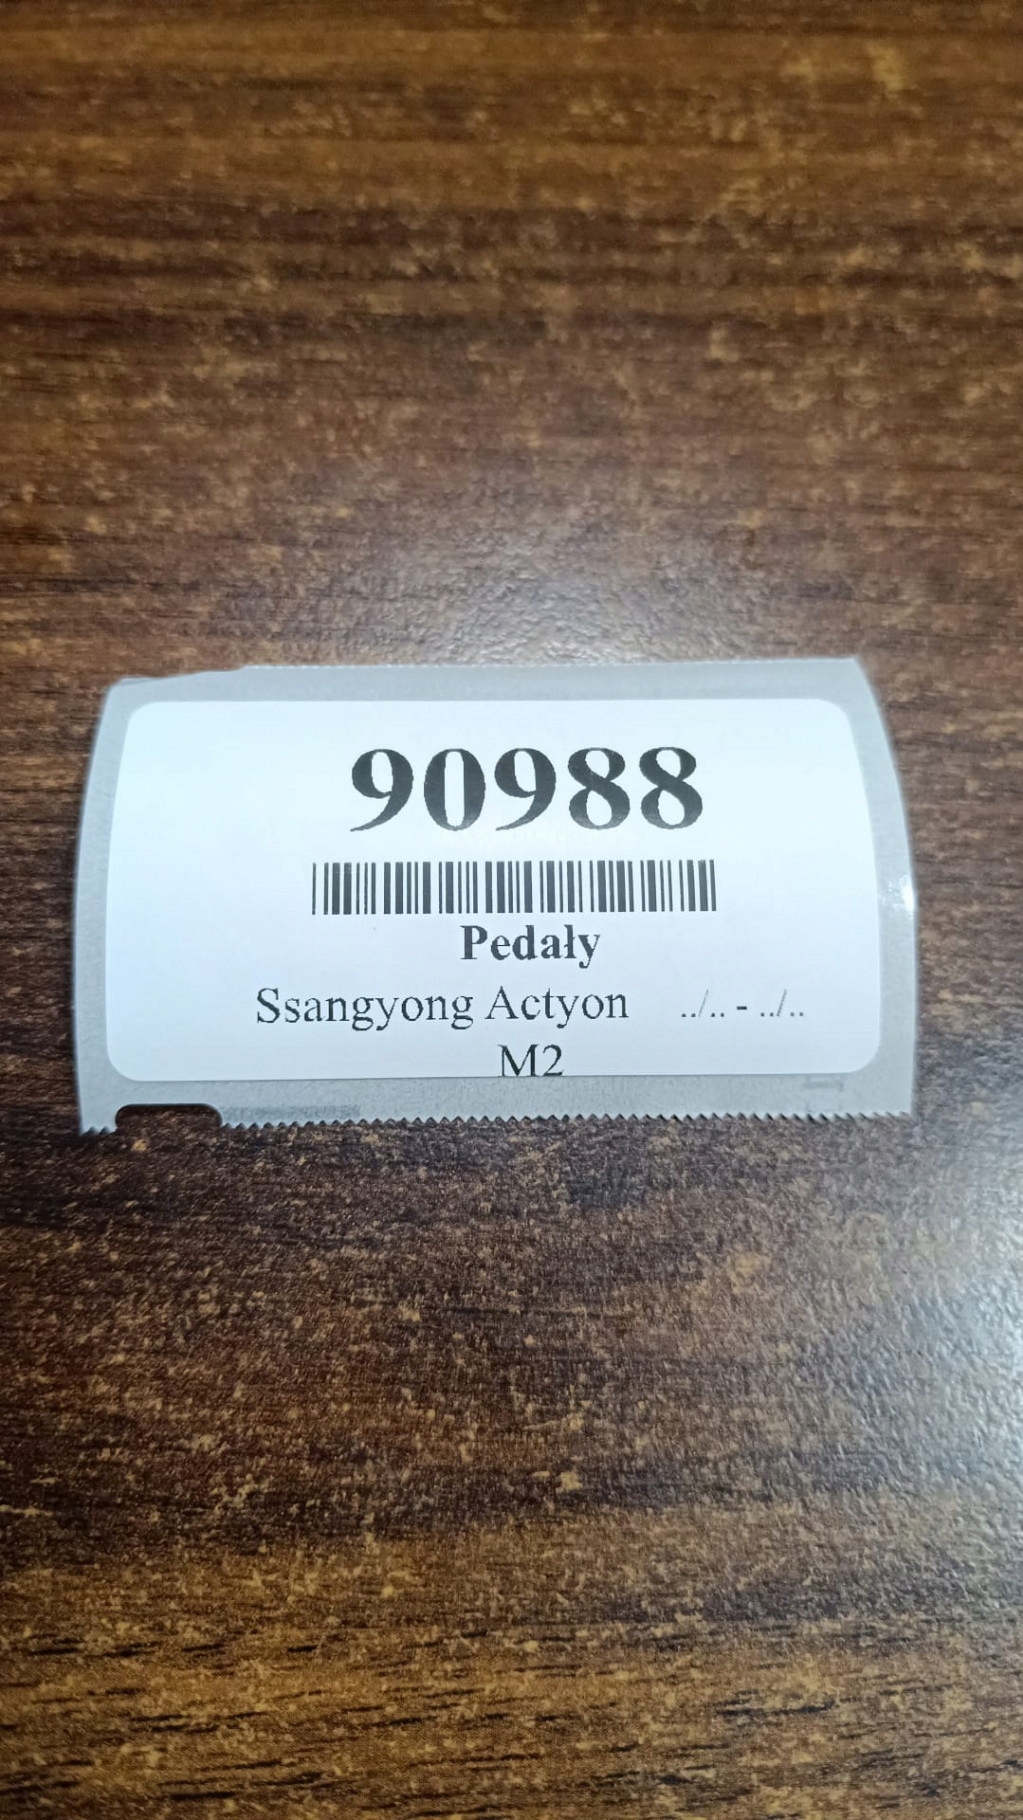 90988
Pedały
Ssangyong Actyon ../.. - ../..
M2